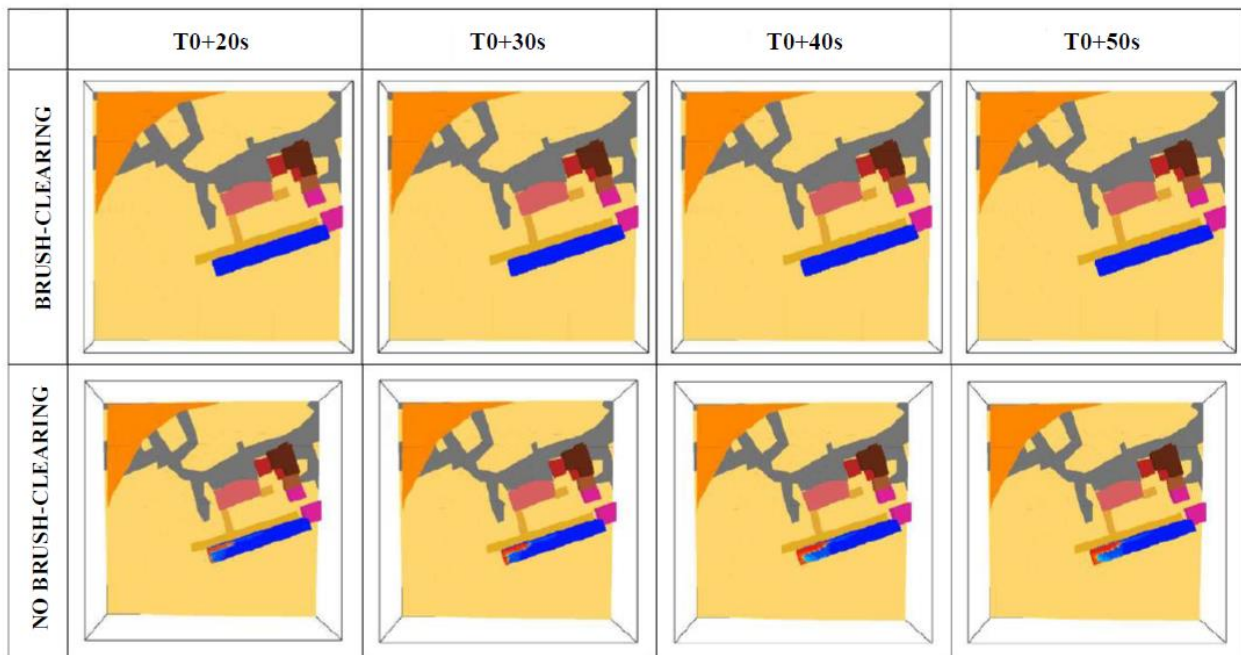 T0+20s
T0+30s
T0+40s
T0+50s
BRUSH-CLEARING
NO BRUSH-CLEARING